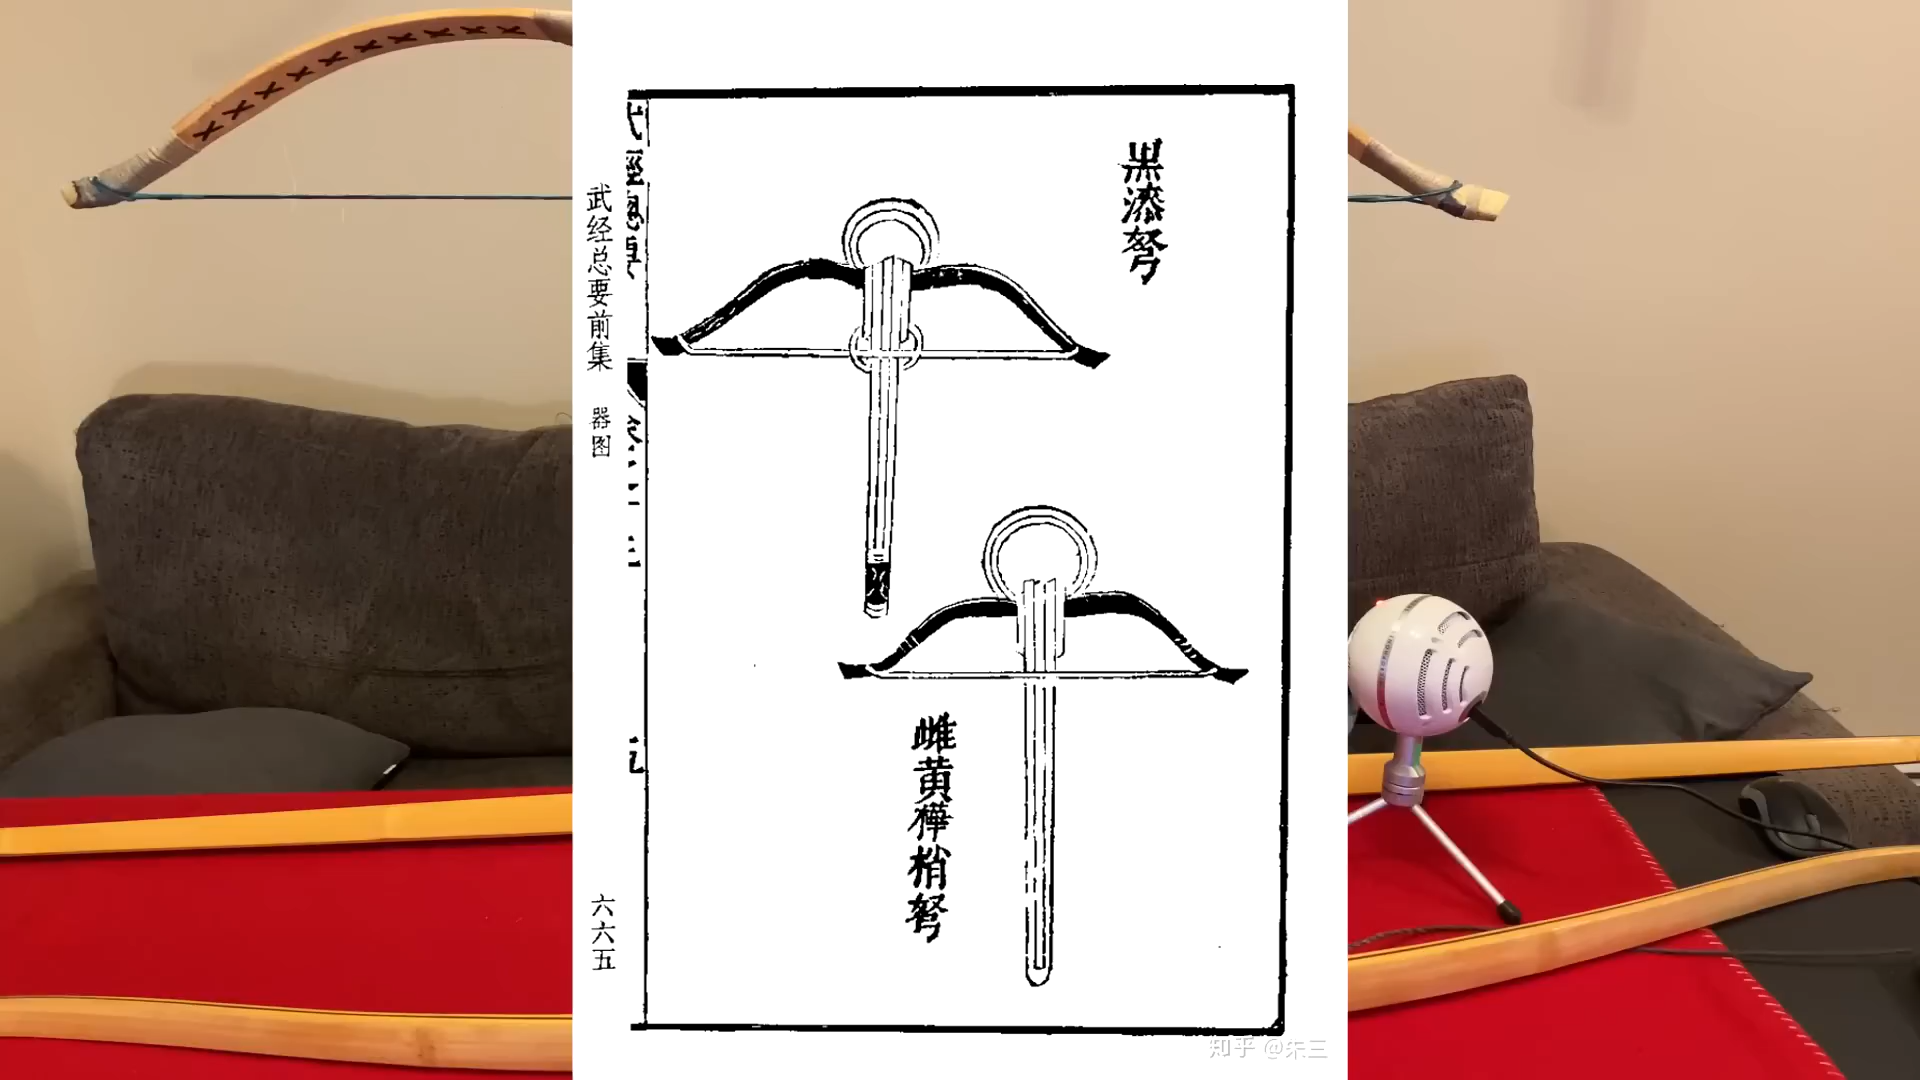 黑漆弩
雌黄樺梢弩
武经总要前集 器图
六六五
知乎 @朱三